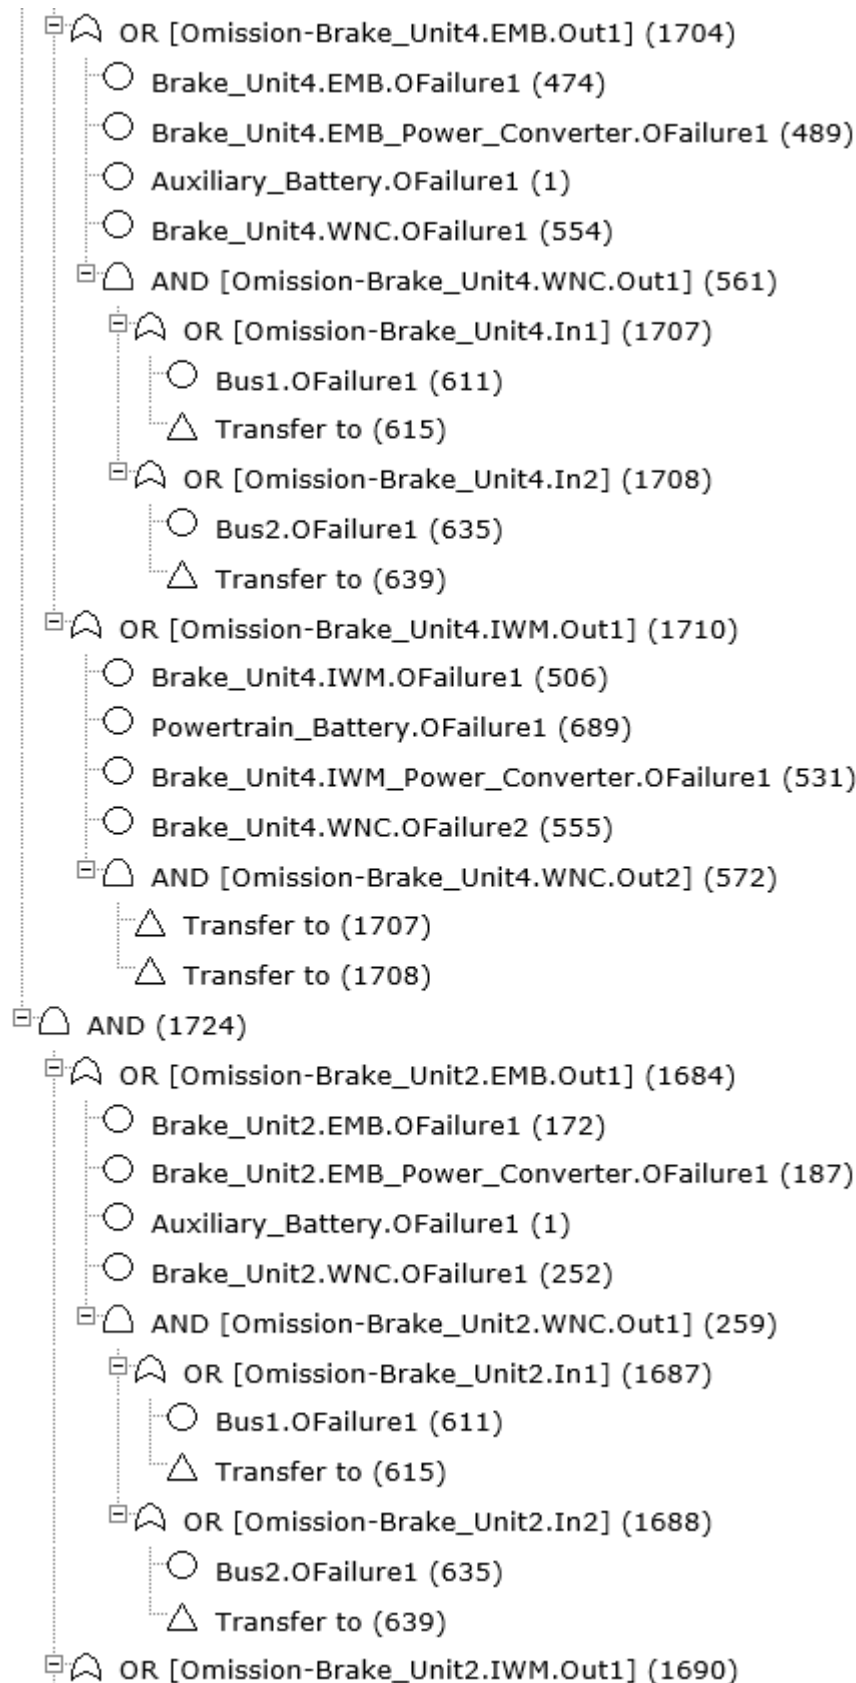 OR [Omission-Brake_Unit4.EMB.Out1] (1704)
Brake_Unit4.EMB.OFailure1 (474)
Brake_Unit4.EMB_Power_Converter.OFailure1 (489)
Auxiliary_Battery.OFailure1 (1)
Brake_Unit4.WNC.OFailure1 (554)
AND [Omission-Brake_Unit4.WNC.Out1] (561)
OR [Omission-Brake_Unit4.In1] (1707)
Bus1.OFailure1 (611)
Transfer to (615)
OR [Omission-Brake_Unit4.In2] (1708)
Bus2.OFailure1 (635)
Transfer to (639)
OR [Omission-Brake_Unit4.IWM.Out1] (1710)
Brake_Unit4.IWM.OFailure1 (506)
Powertrain_Battery.OFailure1 (689)
Brake_Unit4.IWM_Power_Converter.OFailure1 (531)
Brake_Unit4.WNC.OFailure2 (555)
AND [Omission-Brake_Unit4.WNC.Out2] (572)
Transfer to (1707)
Transfer to (1708)
AND (1724)
OR [Omission-Brake_Unit2.EMB.Out1] (1684)
Brake_Unit2.EMB.OFailure1 (172)
Brake_Unit2.EMB_Power_Converter.OFailure1 (187)
Auxiliary_Battery.OFailure1 (1)
Brake_Unit2.WNC.OFailure1 (252)
AND [Omission-Brake_Unit2.WNC.Out1] (259)
OR [Omission-Brake_Unit2.In1] (1687)
Bus1.OFailure1 (611)
Transfer to (615)
OR [Omission-Brake_Unit2.In2] (1688)
Bus2.OFailure1 (635)
Transfer to (639)
OR [Omission-Brake_Unit2.IWM.Out1] (1690)